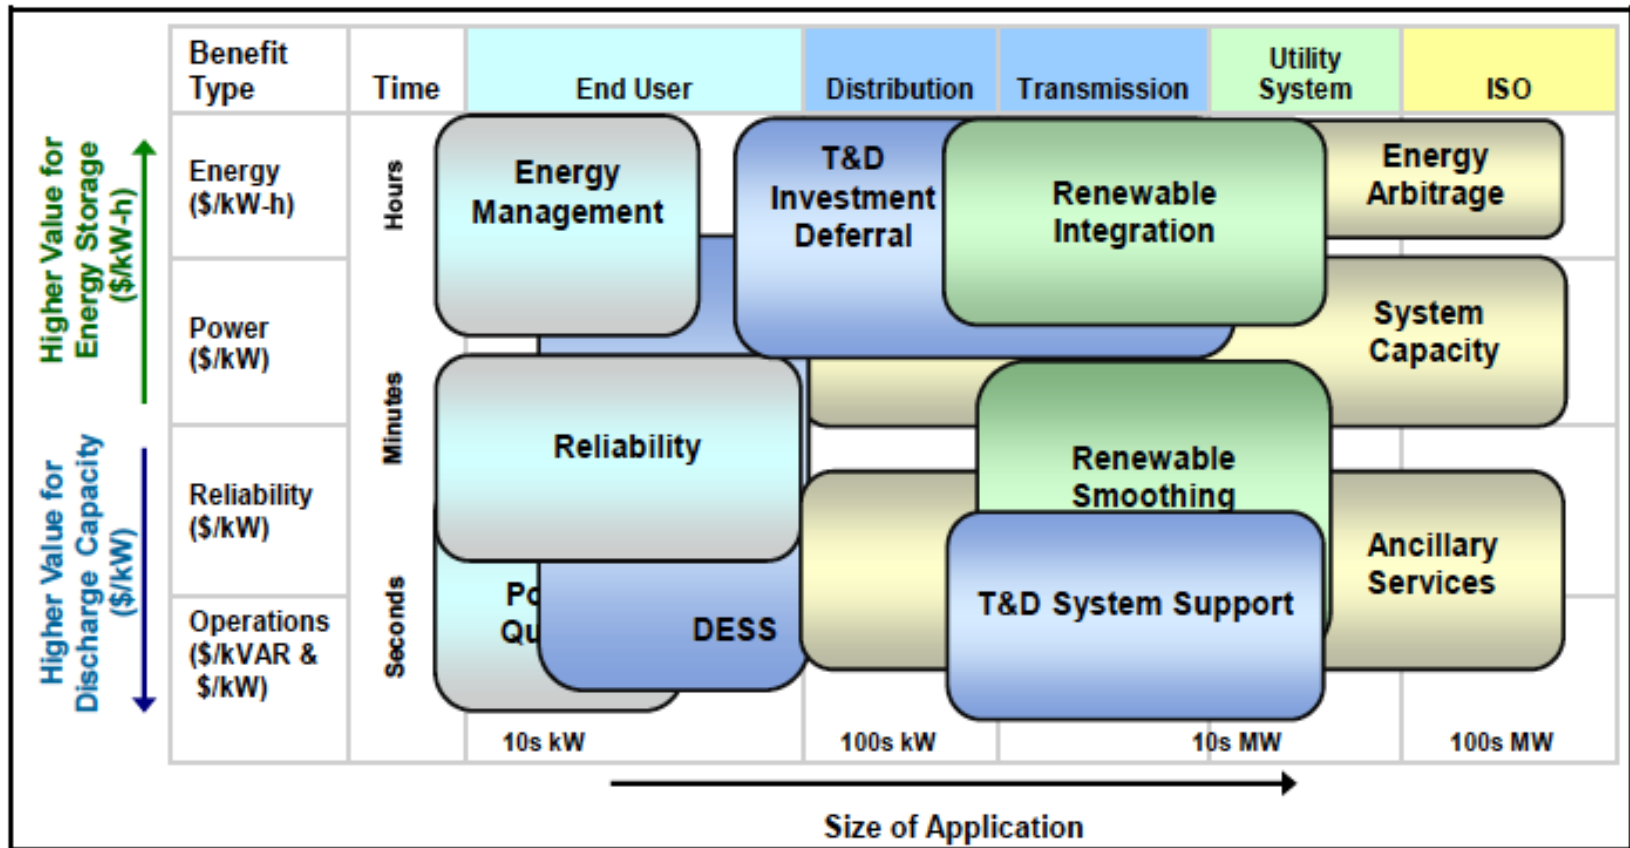 Benefit
Type
Time
End User
Distribution
Transmission
Utility
System
ISO
Higher Value for
Energy Storage
($/kW-h)
Higher Value for
Discharge Capacity
($/kW)
Energy
($/kW-h)
Power
($/kW)
Reliability
($/kW)
Operations
($/kVAR &
$/kW)
Hours
Minutes
Seconds
Energy
Management
T&D
Investment
Deferral
Renewable
Integration
Energy
Arbitrage
System
Capacity
Reliability
Renewable
Smoothing
Ancillary
Services
Po
Qu
DESS
T&D System Support
10s kW
100s kW
10s MW
100s MW
Size of Application